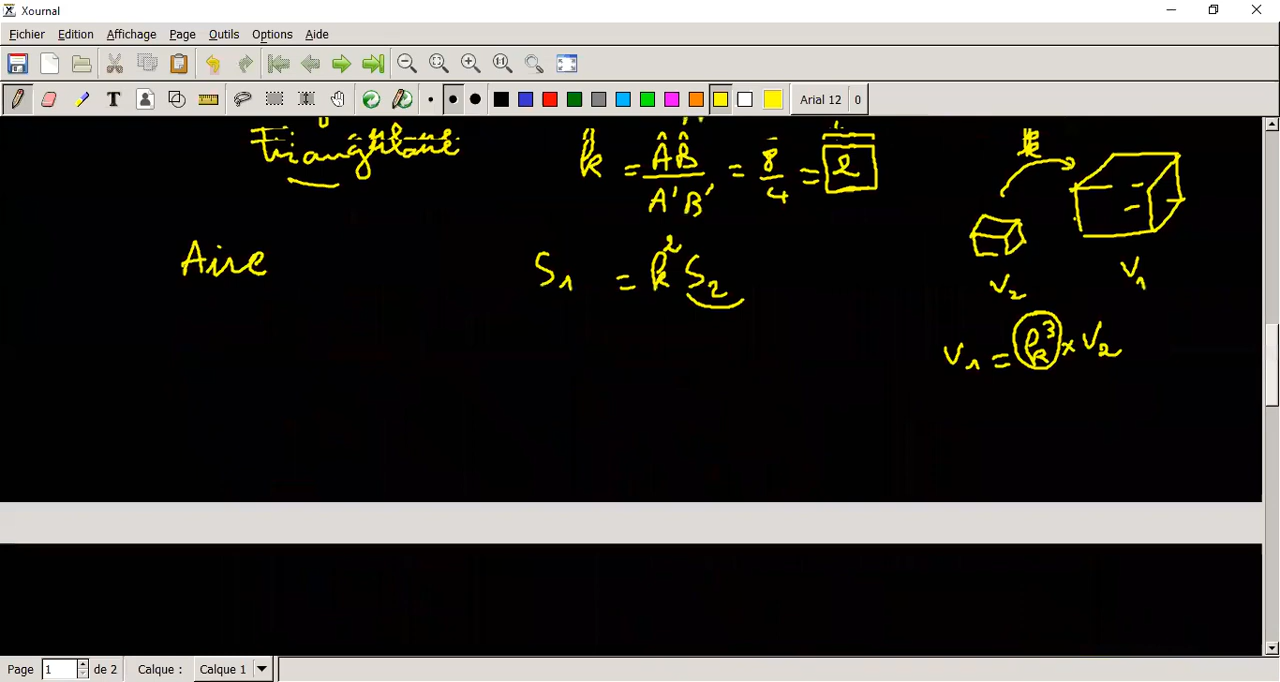 Xournal
Fichier Edition Affichage Page Outils Options Aide
Arial 12 0
k = AB / A'B' = 8 / 4 = 2
Aire S1 = k² S2
V2 V1
V1 = k³ × V2
Page 1 de 2 Calque : Calque 1